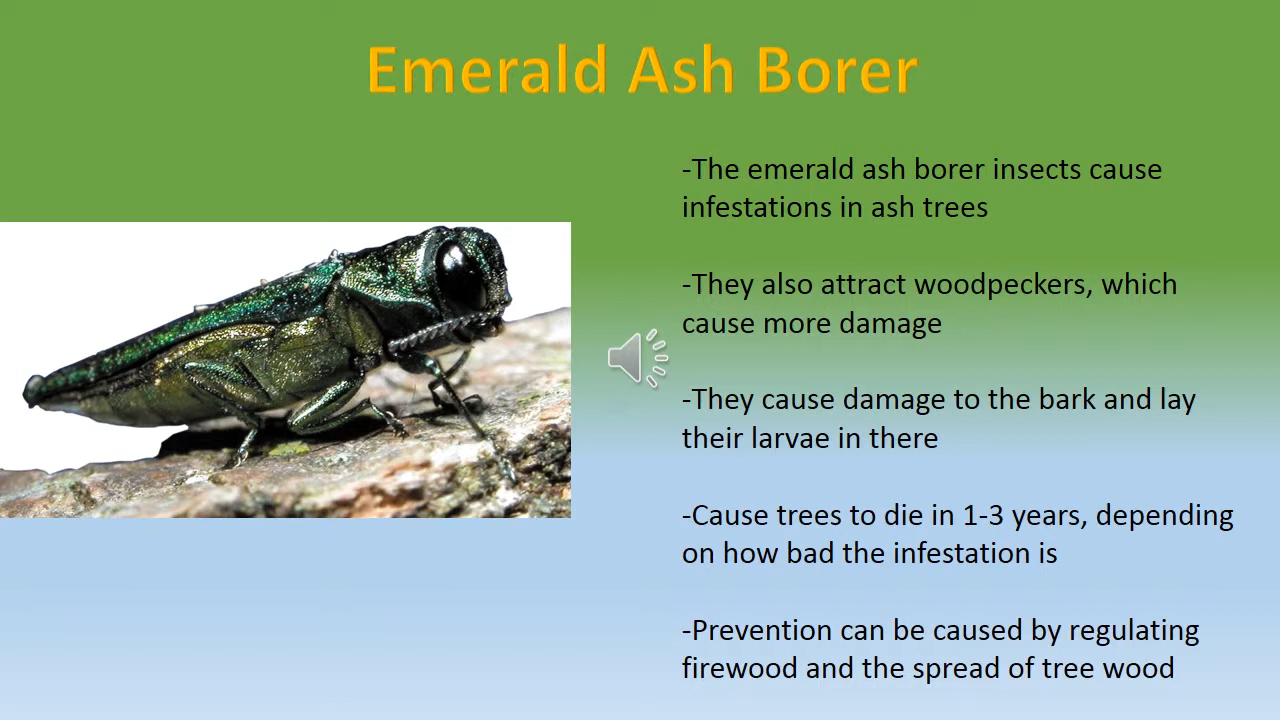 Emerald Ash Borer
-The emerald ash borer insects cause
infestations in ash trees
-They also attract woodpeckers, which
cause more damage
-They cause damage to the bark and lay
their larvae in there
-Cause trees to die in 1-3 years, depending
on how bad the infestation is
-Prevention can be caused by regulating
firewood and the spread of tree wood